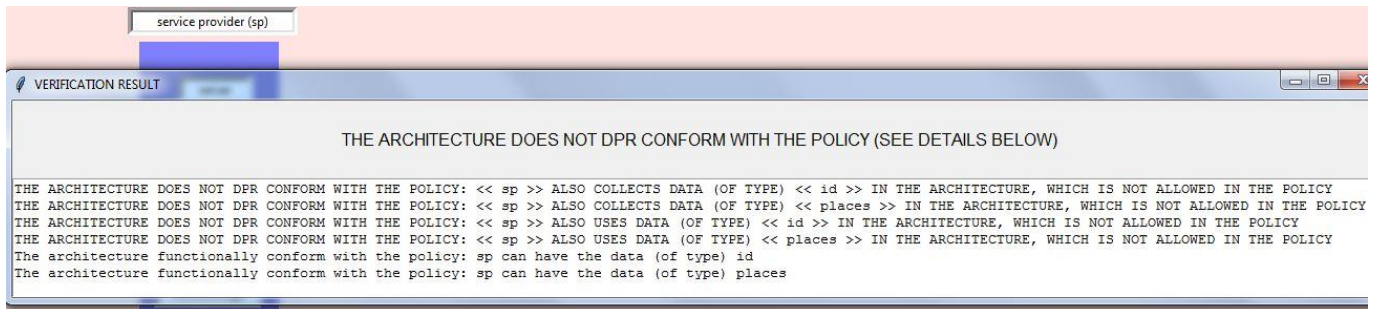 service provider (sp)
VERIFICATION RESULT
THE ARCHITECTURE DOES NOT DPR CONFORM WITH THE POLICY (SEE DETAILS BELOW)
THE ARCHITECTURE DOES NOT DPR CONFORM WITH THE POLICY: << sp >> ALSO COLLECTS DATA (OF TYPE) << id >> IN THE ARCHITECTURE, WHICH IS NOT ALLOWED IN THE POLICY
THE ARCHITECTURE DOES NOT DPR CONFORM WITH THE POLICY: << sp >> ALSO COLLECTS DATA (OF TYPE) << places >> IN THE ARCHITECTURE, WHICH IS NOT ALLOWED IN THE POLICY
THE ARCHITECTURE DOES NOT DPR CONFORM WITH THE POLICY: << sp >> ALSO USES DATA (OF TYPE) << id >> IN THE ARCHITECTURE, WHICH IS NOT ALLOWED IN THE POLICY
THE ARCHITECTURE DOES NOT DPR CONFORM WITH THE POLICY: << sp >> ALSO USES DATA (OF TYPE) << places >> IN THE ARCHITECTURE, WHICH IS NOT ALLOWED IN THE POLICY
The architecture functionally conform with the policy: sp can have the data (of type) id
The architecture functionally conform with the policy: sp can have the data (of type) places